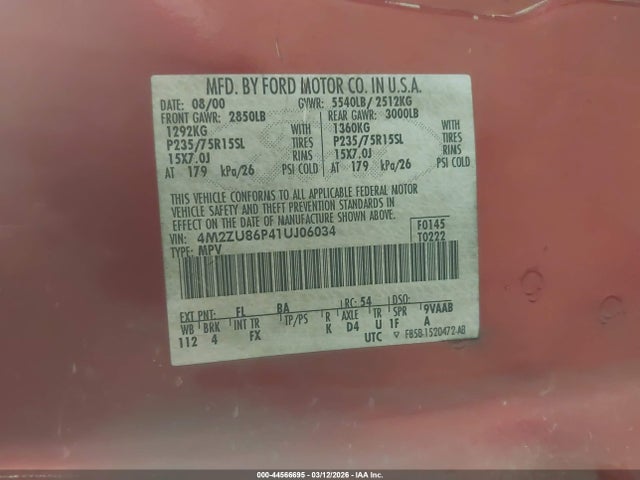 MFD. BY FORD MOTOR CO. IN U.S.A.
DATE: 08/00 GVWR: 5540LB/ 2512KG
FRONT GAWR: 2850LB REAR GAWR: 3000LB
1292KG WITH 1360KG WITH
P235/75R15SL TIRES P235/75R15SL TIRES
15X7.0J RIMS 15X7.0J RIMS
AT 179 kPa/26 PSI COLD AT 179 kPa/26 PSI COLD
THIS VEHICLE CONFORMS TO ALL APPLICABLE FEDERAL MOTOR
VEHICLE SAFETY AND THEFT PREVENTION STANDARDS IN
EFFECT ON THE DATE OF MANUFACTURE SHOWN ABOVE.
VIN: 4M2ZU86P41UJ06034 F0145
TYPE: MPV T0222
EXT PNT: FL BA RC: 54 DSO:
WB BRK INT TR TP/PS R AXLE TR SPR 9VAAB
112 4 FX K D4 U 1F A
UTC F85B-1520472-AB
000-44566695 - 03/12/2026 - IAA Inc.